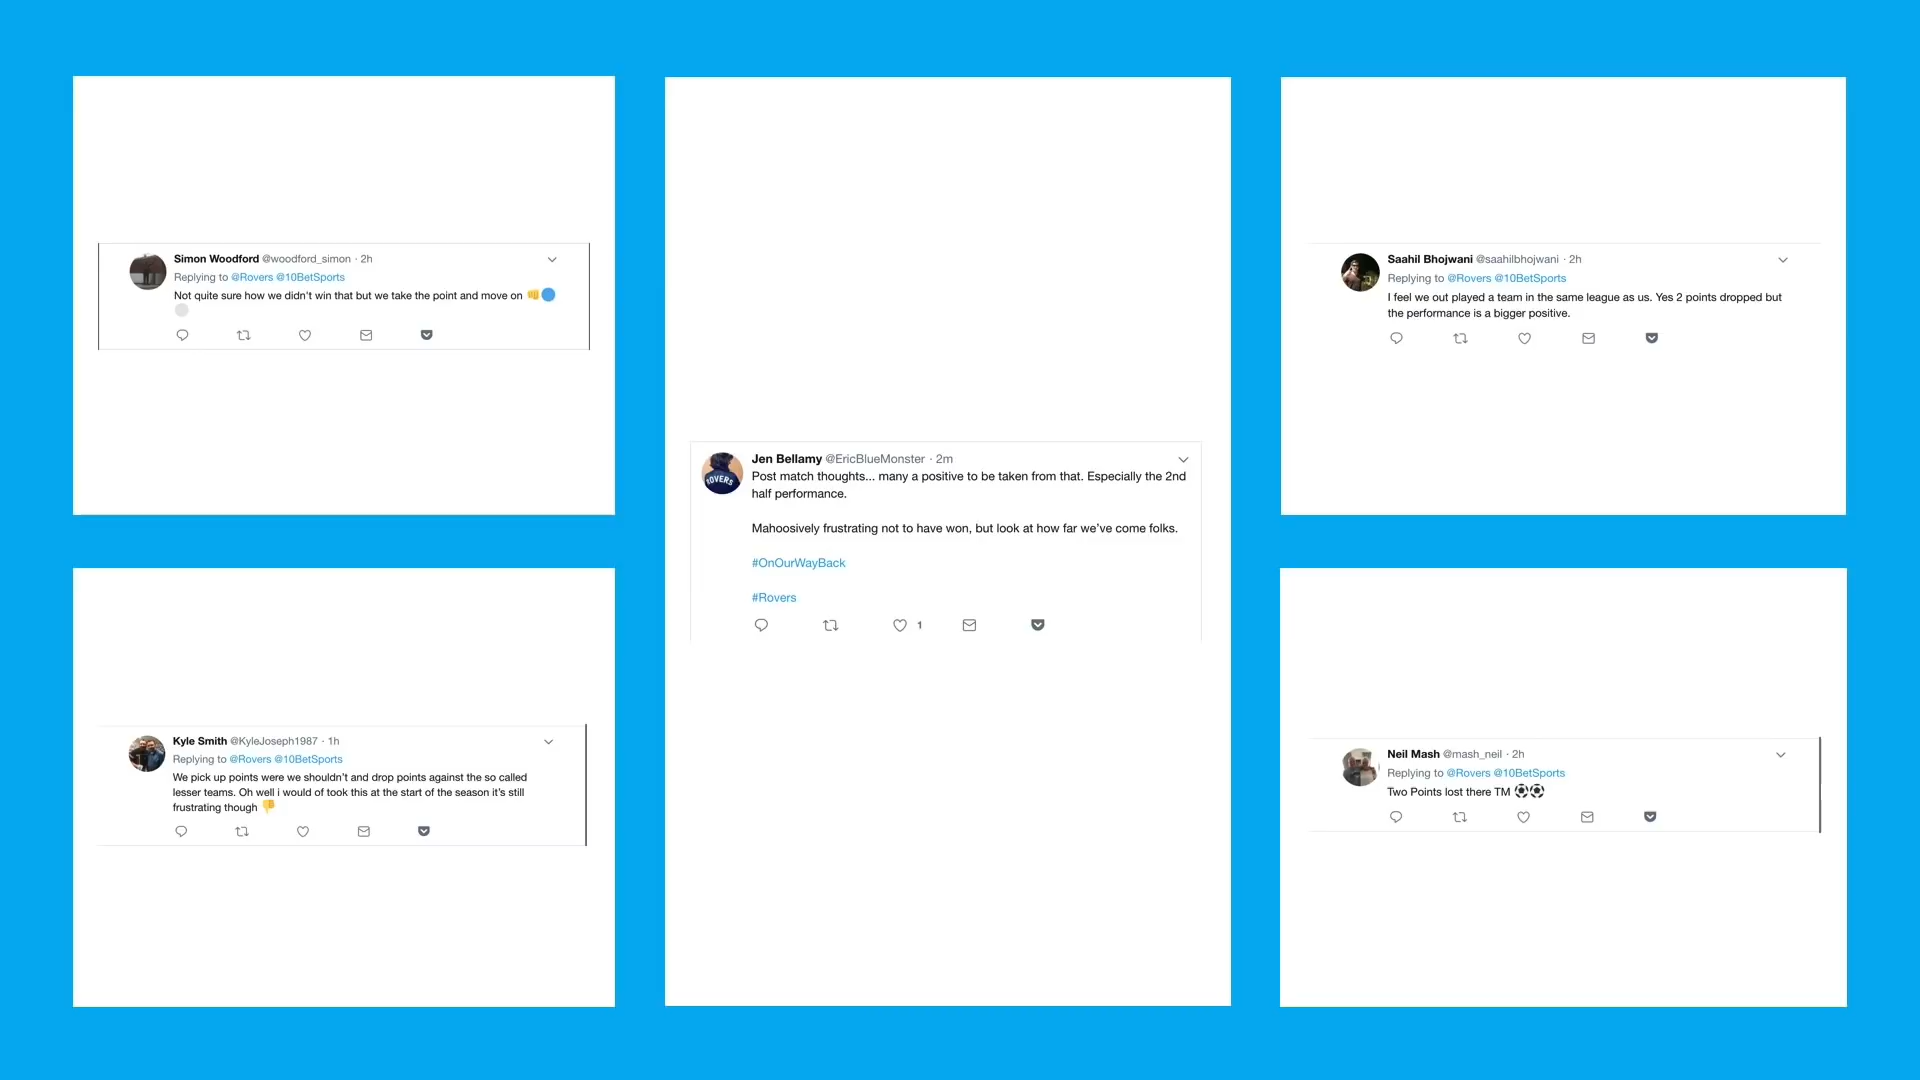 Simon Woodford @woodford_simon · 2h
Replying to @Rovers @10BetSports
Not quite sure how we didn't win that but we take the point and move on 👊🔵
⚪
Kyle Smith @KyleJoseph1987 · 1h
Replying to @Rovers @10BetSports
We pick up points were we shouldn't and drop points against the so called
lesser teams. Oh well i would of took this at the start of the season it's still
frustrating though 👎
Jen Bellamy @EricBlueMonster · 2m
Post match thoughts... many a positive to be taken from that. Especially the 2nd
half performance.
Mahoosively frustrating not to have won, but look at how far we've come folks.
#OnOurWayBack
#Rovers
1
ROVERS
Saahil Bhojwani @saahilbhojwani · 2h
Replying to @Rovers @10BetSports
I feel we out played a team in the same league as us. Yes 2 points dropped but
the performance is a bigger positive.
Neil Mash @mash_neil · 2h
Replying to @Rovers @10BetSports
Two Points lost there TM ⚽⚽